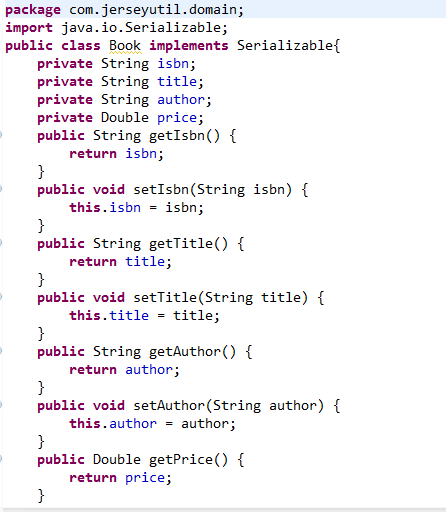 package com.jerseyutil.domain;
import java.io.Serializable;
public class Book implements Serializable{
    private String isbn;
    private String title;
    private String author;
    private Double price;
    public String getIsbn() {
        return isbn;
    }
    public void setIsbn(String isbn) {
        this.isbn = isbn;
    }
    public String getTitle() {
        return title;
    }
    public void setTitle(String title) {
        this.title = title;
    }
    public String getAuthor() {
        return author;
    }
    public void setAuthor(String author) {
        this.author = author;
    }
    public Double getPrice() {
        return price;
    }